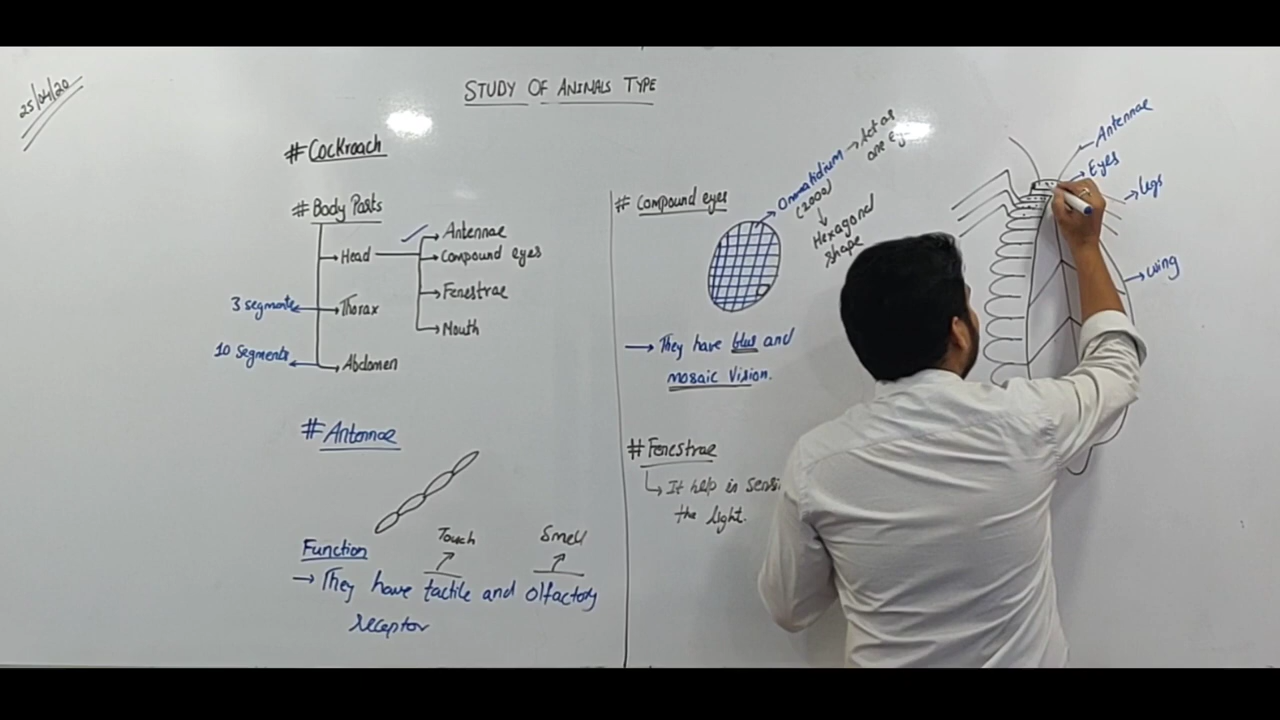 25/04/20
STUDY OF ANIMALS TYPE
# Cockroach
# Body Parts
Head
Antennae
Compound eyes
Fenestrae
Mouth
3 segments
Thorax
10 segments
Abdomen
# Antennae
Function
Touch
Smell
→ They have tactile and olfactory
receptor
# Compound eyes
Ommatidium → Act as
one
(2000)
Hexagonal
shape
→ They have blur and
mosaic vision.
# Fenestrae
It help in
the light.
Antennae
Eyes
legs
wing